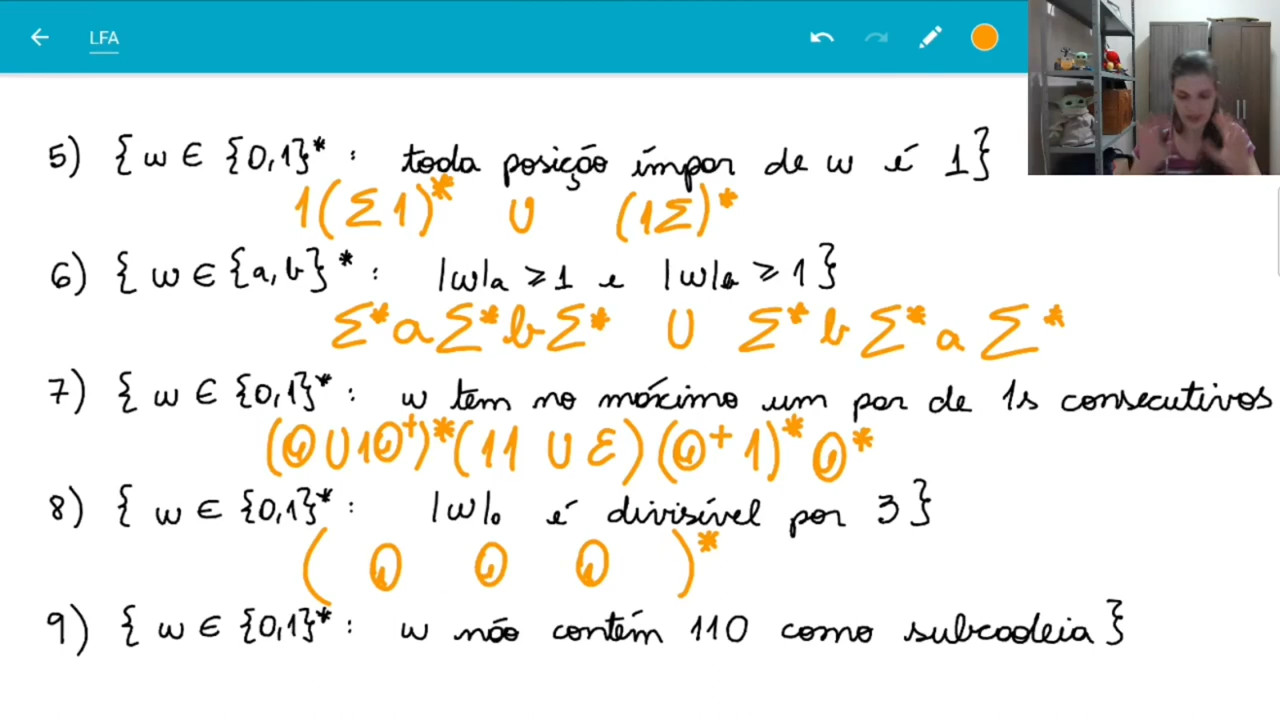 LFA
5) {w ∈ {0,1}* : toda posição ímpar de w é 1}
1(Σ1)* ∪ (1Σ)*
6) {w ∈ {a,b}* : |w|a ≥ 1 e |w|b ≥ 1}
Σ*aΣ*bΣ* ∪ Σ*bΣ*aΣ*
7) {w ∈ {0,1}* : w tem no máximo um par de 1s consecutivos
(0∪10⁺)*(11 ∪ ε)(0⁺1)*0*
8) {w ∈ {0,1}* : |w|₀ é divisível por 3}
( 0 0 0 )*
9) {w ∈ {0,1}* : w não contém 110 como subcadeia}